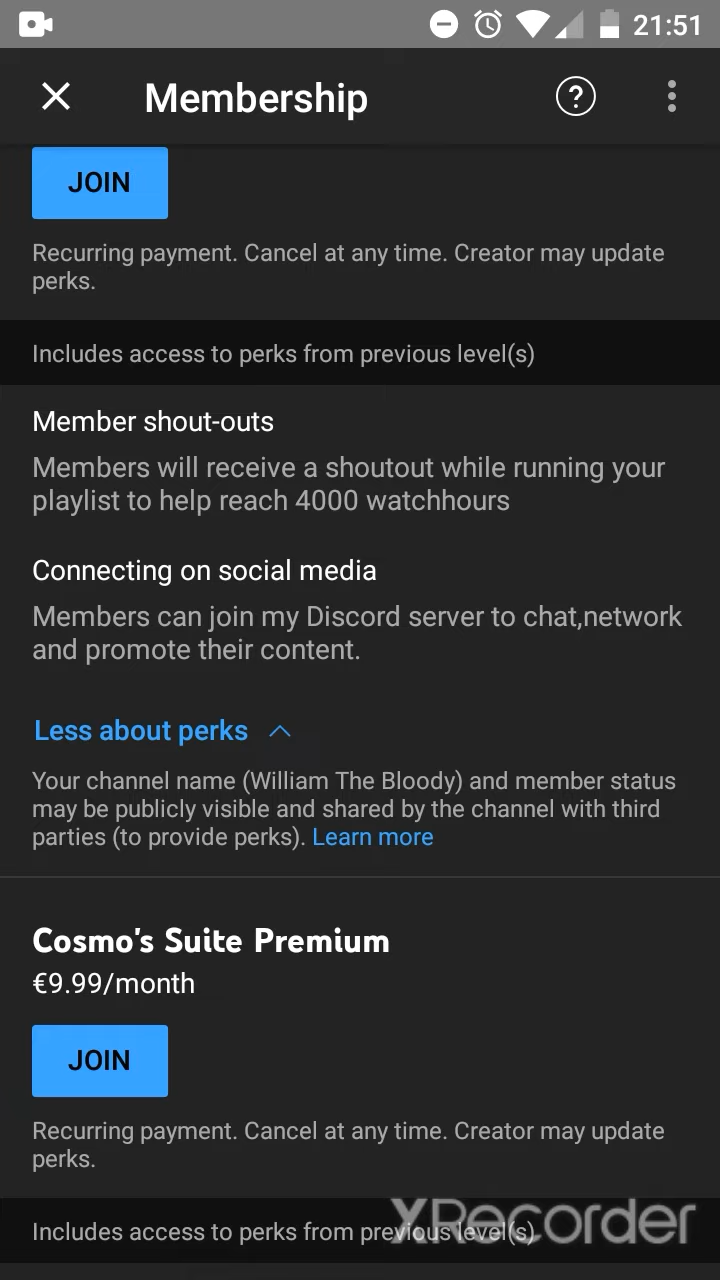 21:51
Membership
?
JOIN
Recurring payment. Cancel at any time. Creator may update
perks.
Includes access to perks from previous level(s)
Member shout-outs
Members will receive a shoutout while running your
playlist to help reach 4000 watchhours
Connecting on social media
Members can join my Discord server to chat,network
and promote their content.
Less about perks
Your channel name (William The Bloody) and member status
may be publicly visible and shared by the channel with third
parties (to provide perks). Learn more
Cosmo's Suite Premium
€9.99/month
JOIN
Recurring payment. Cancel at any time. Creator may update
perks.
Includes access to perks from previous level(s)
XRecorder